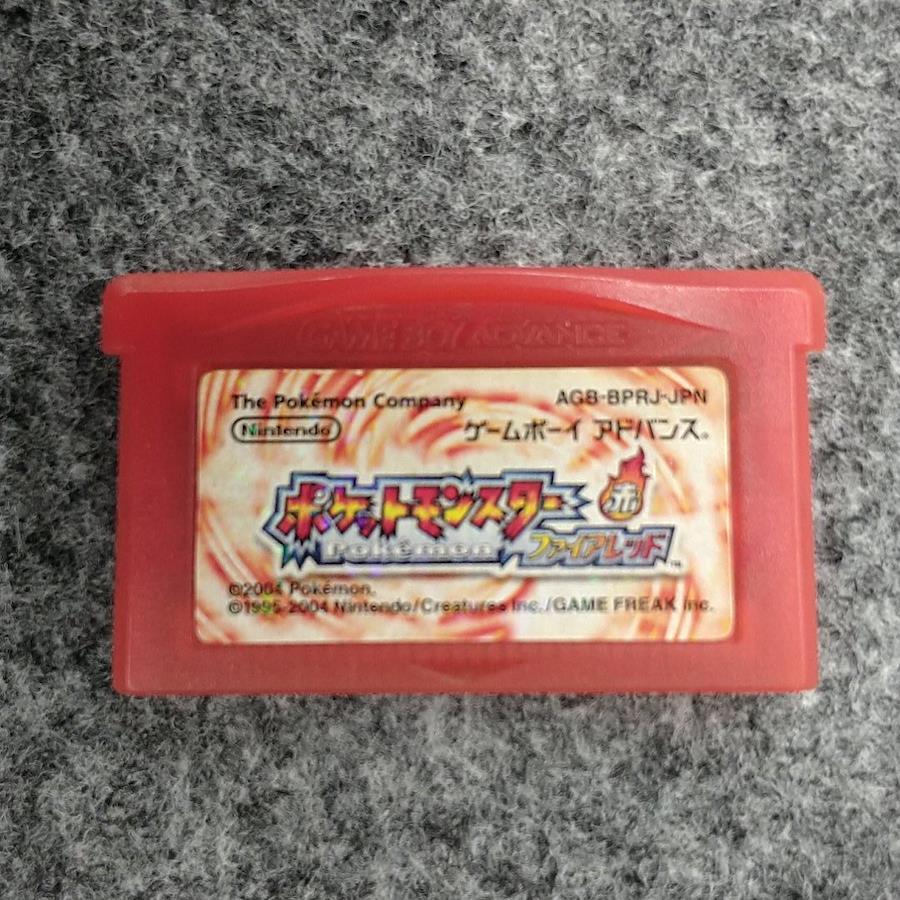 GAME BOY ADVANCE
The Pokémon Company
AGB-BPRJ-JPN
Nintendo
ゲームボーイ アドバンス。
ポケットモンスター
赤
Pokémon
ファイアレッド™
©2004 Pokémon.
©1995-2004 Nintendo/Creatures Inc./GAME FREAK inc.